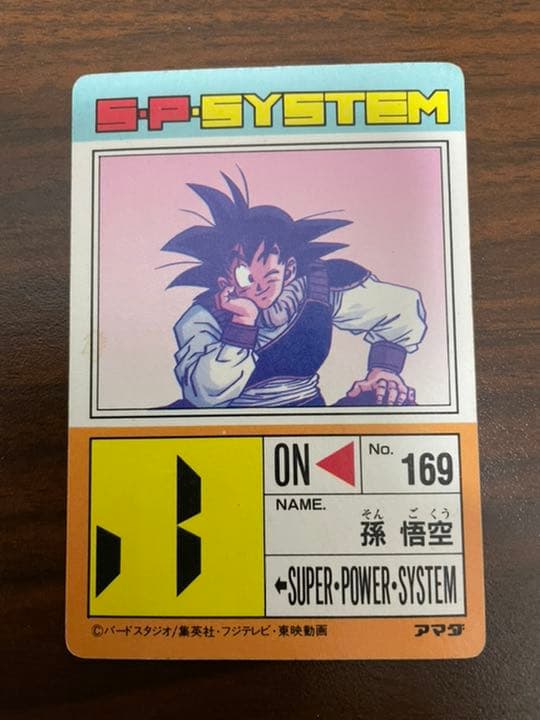 S·P·SYSTEM
ON
No. 169
NAME.
そん ご くう
孫 悟空
←SUPER·POWER·SYSTEM
©バードスタジオ/集英社・フジテレビ・東映動画
アマダ